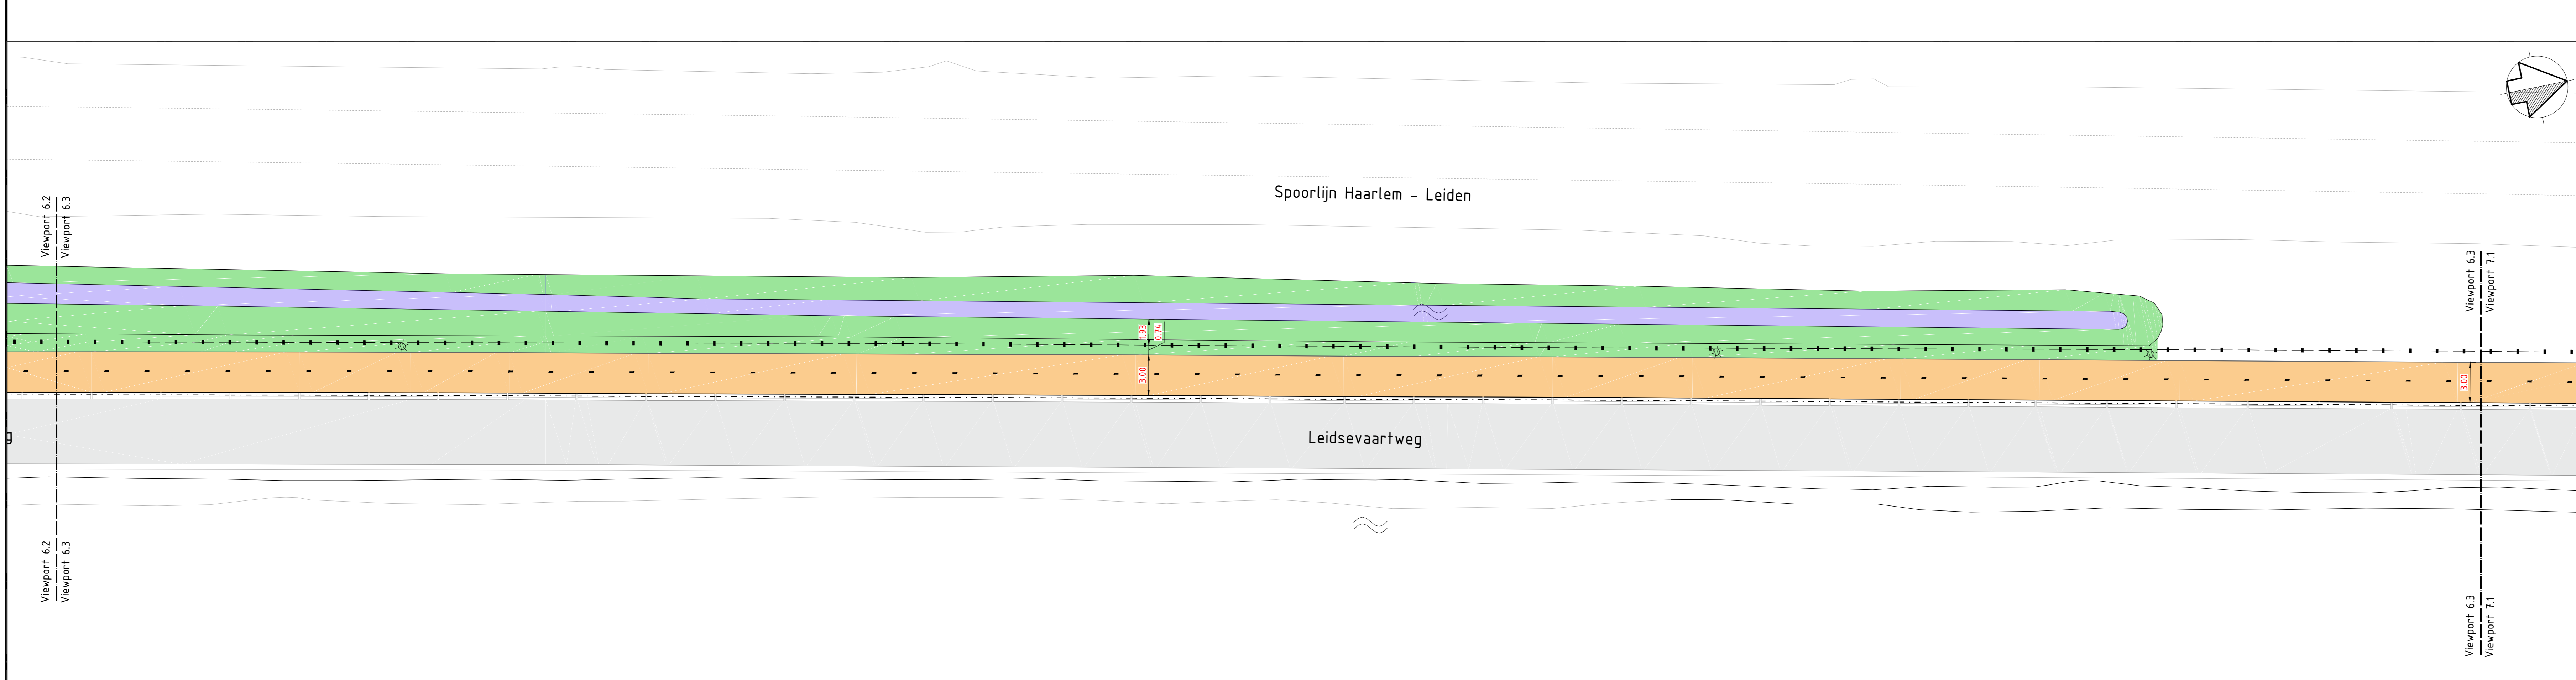 Viewport 6.2
Viewport 6.3
Spoorlijn Haarlem - Leiden
Viewport 6.3
Viewport 7.1
1.93
0.74
3.00
3.00
Leidsevaartweg
Viewport 6.2
Viewport 6.3
Viewport 6.3
Viewport 7.1